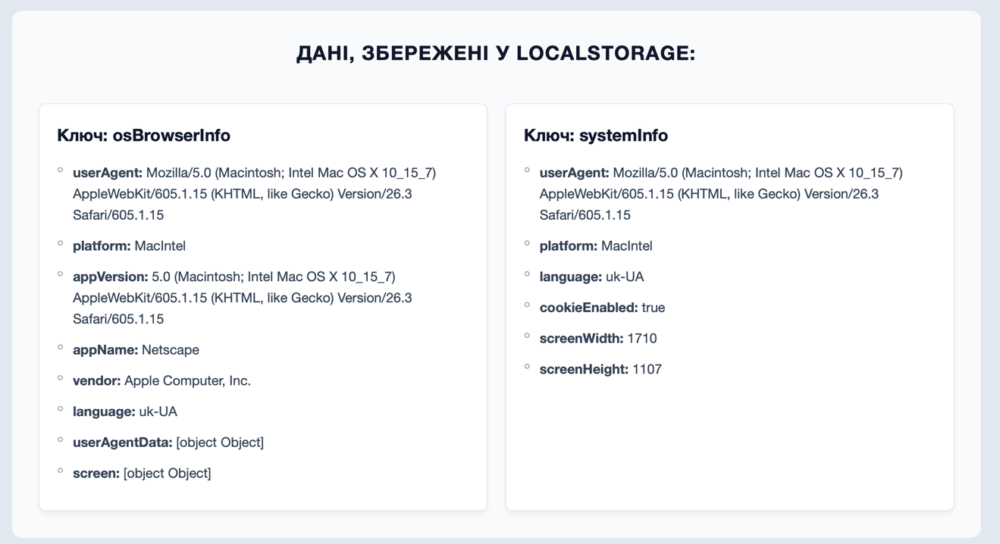 ДАНІ, ЗБЕРЕЖЕНІ У LOCALSTORAGE:
Ключ: osBrowserInfo
userAgent: Mozilla/5.0 (Macintosh; Intel Mac OS X 10_15_7)
AppleWebKit/605.1.15 (KHTML, like Gecko) Version/26.3
Safari/605.1.15
platform: MacIntel
appVersion: 5.0 (Macintosh; Intel Mac OS X 10_15_7)
AppleWebKit/605.1.15 (KHTML, like Gecko) Version/26.3
Safari/605.1.15
appName: Netscape
vendor: Apple Computer, Inc.
language: uk-UA
userAgentData: [object Object]
screen: [object Object]
Ключ: systemInfo
userAgent: Mozilla/5.0 (Macintosh; Intel Mac OS X 10_15_7)
AppleWebKit/605.1.15 (KHTML, like Gecko) Version/26.3
Safari/605.1.15
platform: MacIntel
language: uk-UA
cookieEnabled: true
screenWidth: 1710
screenHeight: 1107